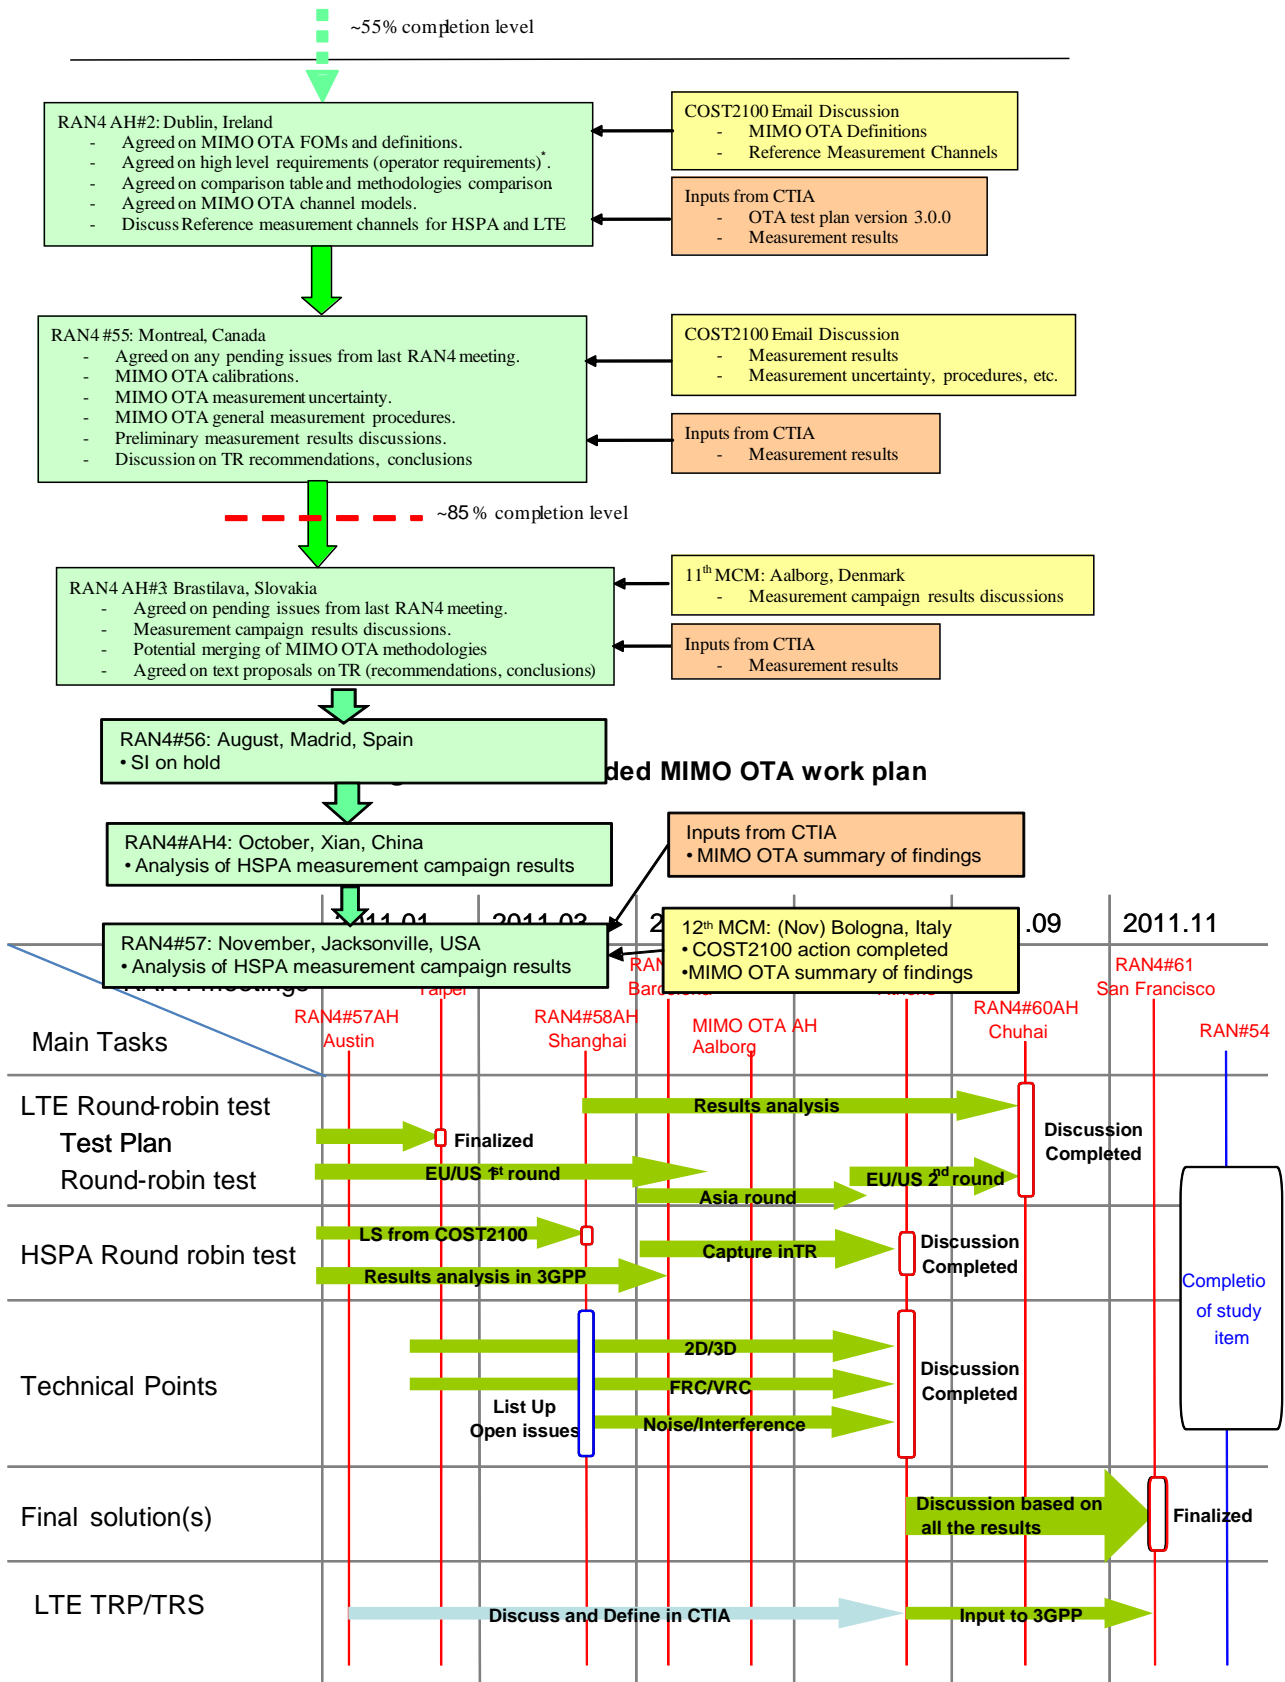 ~55% completion level
RAN4 AH#2: Dublin, Ireland
- Agreed on MIMO OTA FOMs and definitions.
- Agreed on high level requirements (operator requirements)*.
- Agreed on comparison table and methodologies comparison
- Agreed on MIMO OTA channel models.
- Discuss Reference measurement channels for HSPA and LTE
COST2100 Email Discussion
- MIMO OTA Definitions
- Reference Measurement Channels
Inputs from CTIA
- OTA test plan version 3.0.0
- Measurement results
RAN4 #55: Montreal, Canada
- Agreed on any pending issues from last RAN4 meeting.
- MIMO OTA calibrations.
- MIMO OTA measurement uncertainty.
- MIMO OTA general measurement procedures.
- Preliminary measurement results discussions.
- Discussion on TR recommendations, conclusions
COST2100 Email Discussion
- Measurement results
- Measurement uncertainty, procedures, etc.
Inputs from CTIA
- Measurement results
~85% completion level
RAN4 AH#3: Brastilava, Slovakia
- Agreed on pending issues from last RAN4 meeting.
- Measurement campaign results discussions.
- Potential merging of MIMO OTA methodologies
- Agreed on text proposals on TR (recommendations, conclusions)
11th MCM: Aalborg, Denmark
- Measurement campaign results discussions
Inputs from CTIA
- Measurement results
RAN4#56: August, Madrid, Spain
• SI on hold
ded MIMO OTA work plan
RAN4#AH4: October, Xian, China
• Analysis of HSPA measurement campaign results
Inputs from CTIA
• MIMO OTA summary of findings
RAN4#57: November, Jacksonville, USA
• Analysis of HSPA measurement campaign results
12th MCM: (Nov) Bologna, Italy
• COST2100 action completed
•MIMO OTA summary of findings
2011.01
2011.03
2
.09
2011.11
RAN4 meetings
Main Tasks
RAN4#57AH
Austin
Taipei
RAN4#58AH
Shanghai
RAN
Barcelona
MIMO OTA AH
Aalborg
RAN4#60AH
Chuhai
RAN4#61
San Francisco
RAN#54
LTE Round-robin test
Test Plan
Round-robin test
Results analysis
Finalized
EU/US 1st round
Asia round
EU/US 2nd round
Discussion
Completed
HSPA Round robin test
LS from COST2100
Results analysis in 3GPP
Capture inTR
Discussion
Completed
Completio
of study
item
Technical Points
2D/3D
FRC/VRC
List Up
Open issues
Noise/Interference
Discussion
Completed
Final solution(s)
Discussion based on
all the results
Finalized
LTE TRP/TRS
Discuss and Define in CTIA
Input to 3GPP